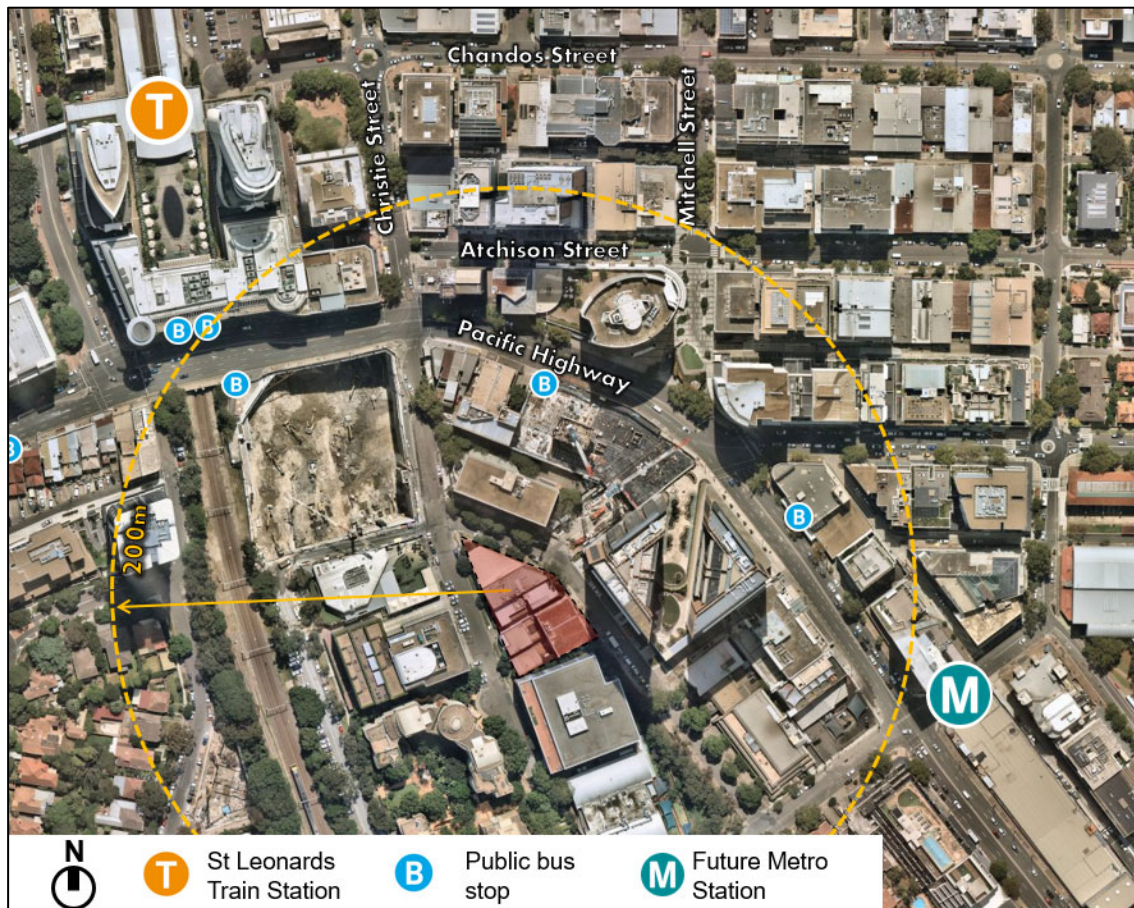 Chandos Street
T
Christie Street
Mitchell Street
Atchison Street
B
B
Pacific Highway
B
B
B
200m
B
M
N
T
St Leonards
Train Station
B
Public bus
stop
M
Future Metro
Station